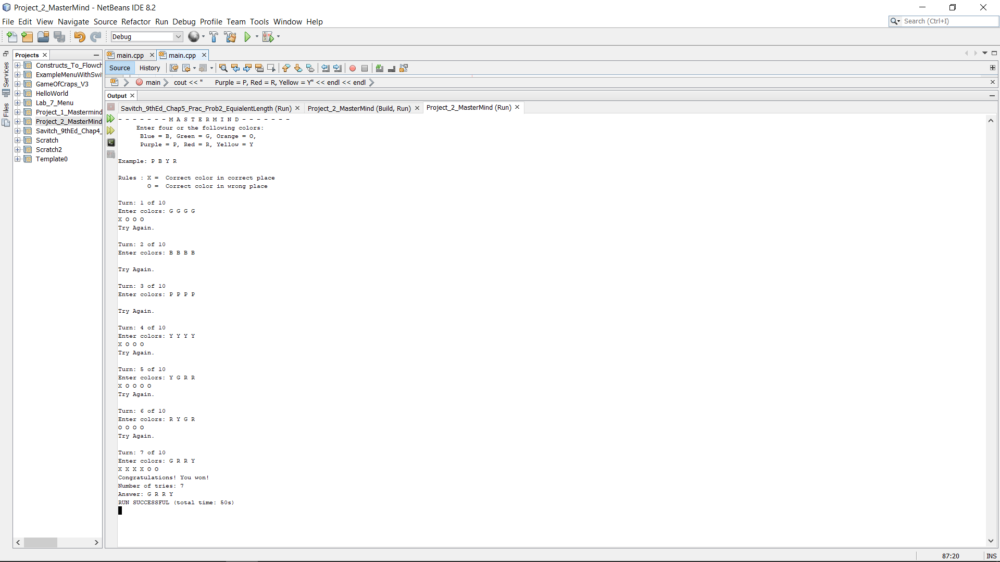 Project_2_MasterMind - NetBeans IDE 8.2
File Edit View Navigate Source Refactor Run Debug Profile Team Tools Window Help
Search (Ctrl+I)
Debug
Services
Files
Projects
Constructs_To_Flowch
ExampleMenuWithSwi
GameOfCraps_V3
HelloWorld
Lab_7_Menu
Project_1_Mastermind
Project_2_MasterMind
Savitch_9thEd_Chap4_
Scratch
Scratch2
Template0
main.cpp main.cpp
Source History
main cout << "      Purple = P, Red = R, Yellow = Y" << endl << endl
Output
Savitch_9thEd_Chap5_Prac_Prob2_EquialentLength (Run) Project_2_MasterMind (Build, Run) Project_2_MasterMind (Run)
- - - - - - - M A S T E R M I N D - - - - - - -
Enter four or the following colors:
Blue = B, Green = G, Orange = O,
Purple = P, Red = R, Yellow = Y
Example: P B Y R
Rules : X =  Correct color in correct place
O =  Correct color in wrong place
Turn: 1 of 10
Enter colors: G G G G
X O O O
Try Again.
Turn: 2 of 10
Enter colors: B B B B
Try Again.
Turn: 3 of 10
Enter colors: P P P P
Try Again.
Turn: 4 of 10
Enter colors: Y Y Y Y
X O O O
Try Again.
Turn: 5 of 10
Enter colors: Y G R R
X O O O O
Try Again.
Turn: 6 of 10
Enter colors: R Y G R
O O O O
Try Again.
Turn: 7 of 10
Enter colors: G R R Y
X X X X O O
Congratulations! You won!
Number of tries: 7
Answer: G R R Y
RUN SUCCESSFUL (total time: 50s)
87:20 INS